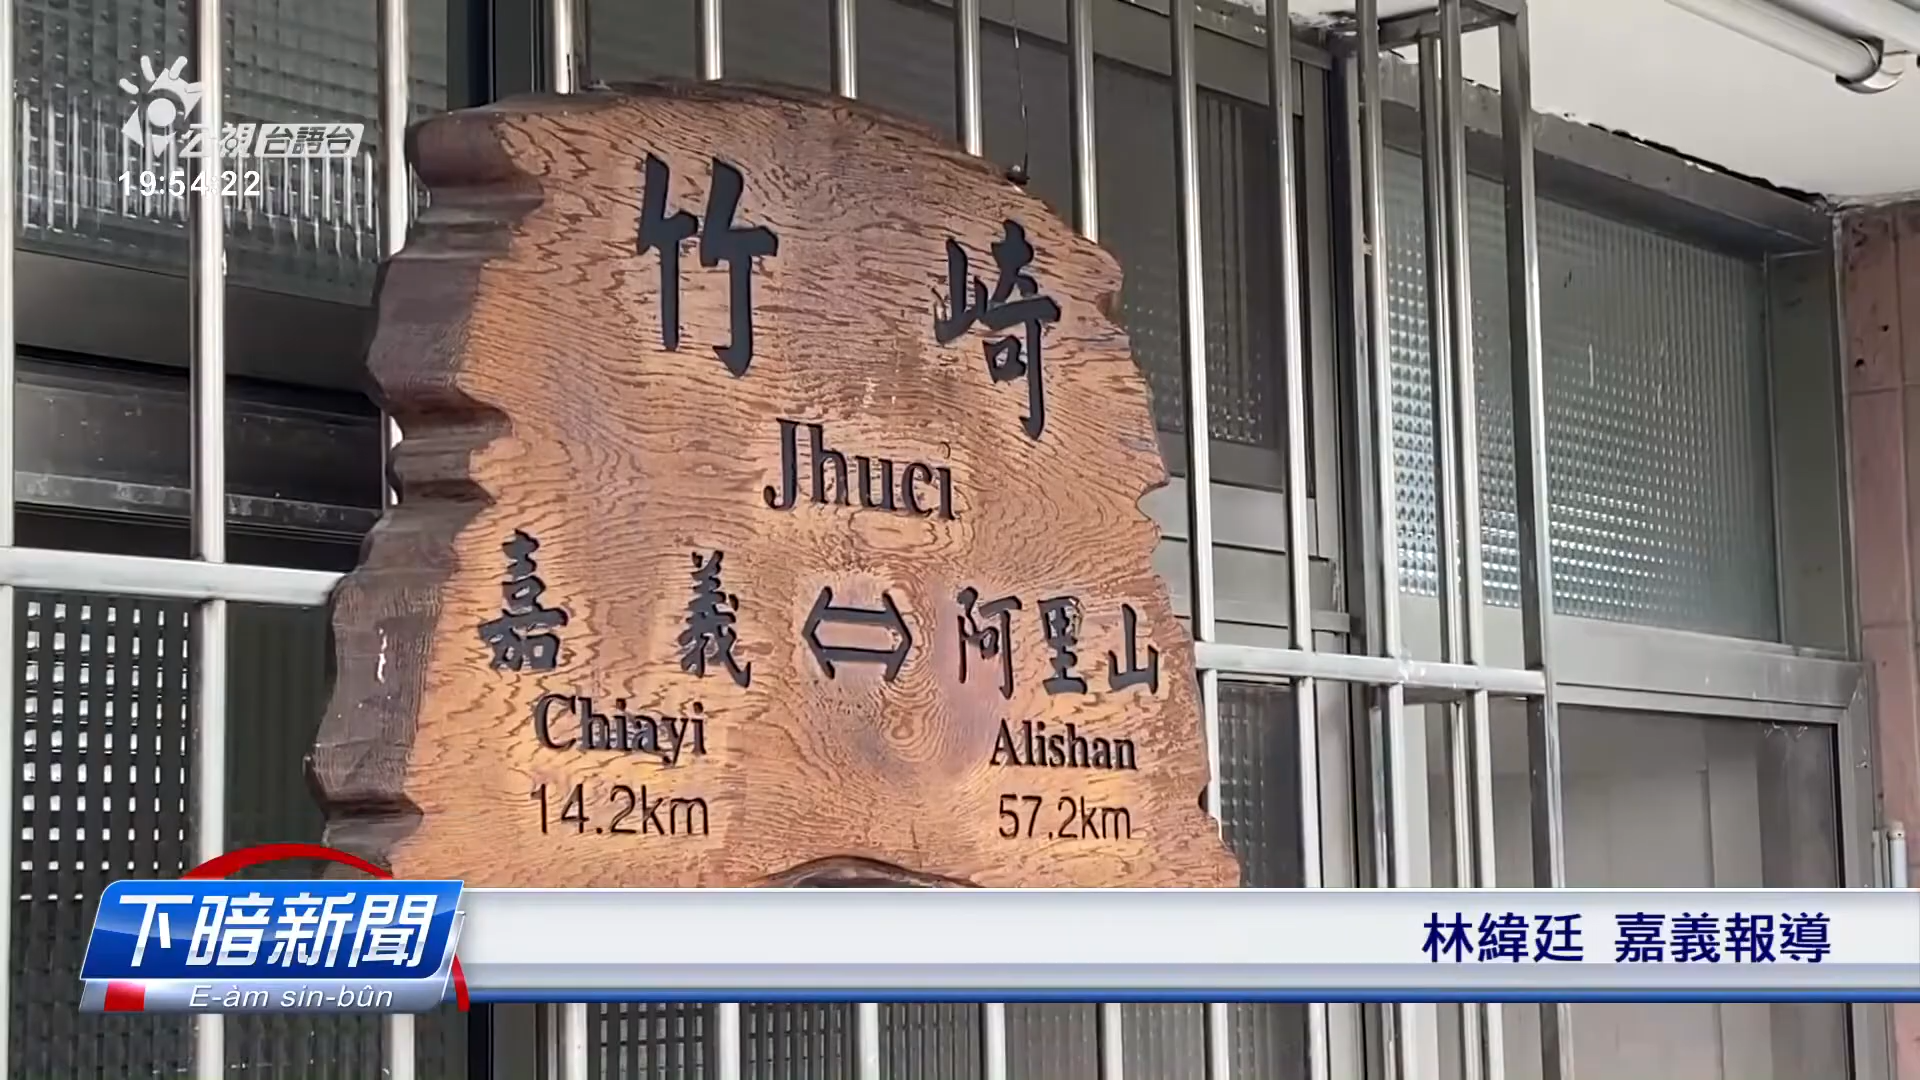 公視台語台
19:54:22
竹崎
Jhuci
嘉義 ⇔ 阿里山
Chiayi Alishan
14.2km 57.2km
下暗新聞
E-àm sin-bûn
林緯廷 嘉義報導